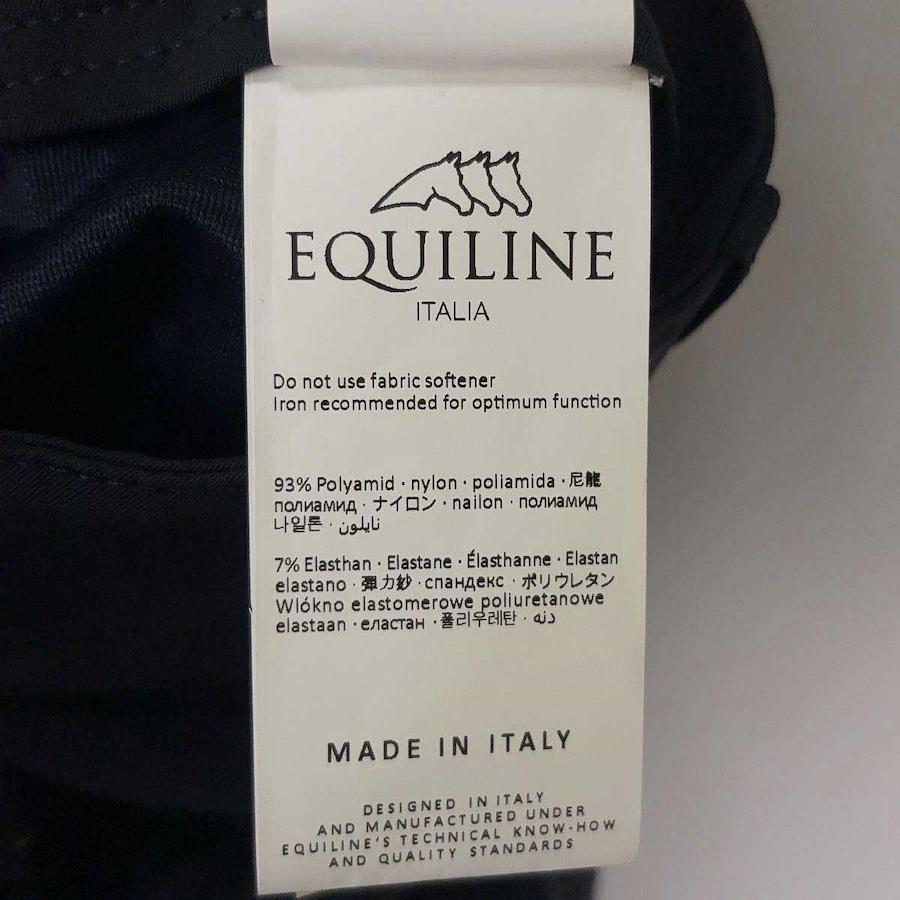 EQUILINE
ITALIA
Do not use fabric softener
Iron recommended for optimum function
93% Polyamid · nylon · poliamida · 尼龍
полиамид · ナイロン · nailon · полиамид
나일론 · نايلون
7% Elasthan · Elastane · Élasthanne · Elastan
elastano · 彈力紗 · спандекс · ポリウレタン
Wlókno elastomerowe poliuretanowe
elastaan · еластан · 폴리우레탄 · دنه
MADE IN ITALY
DESIGNED IN ITALY
AND MANUFACTURED UNDER
EQUILINE'S TECHNICAL KNOW-HOW
AND QUALITY STANDARDS